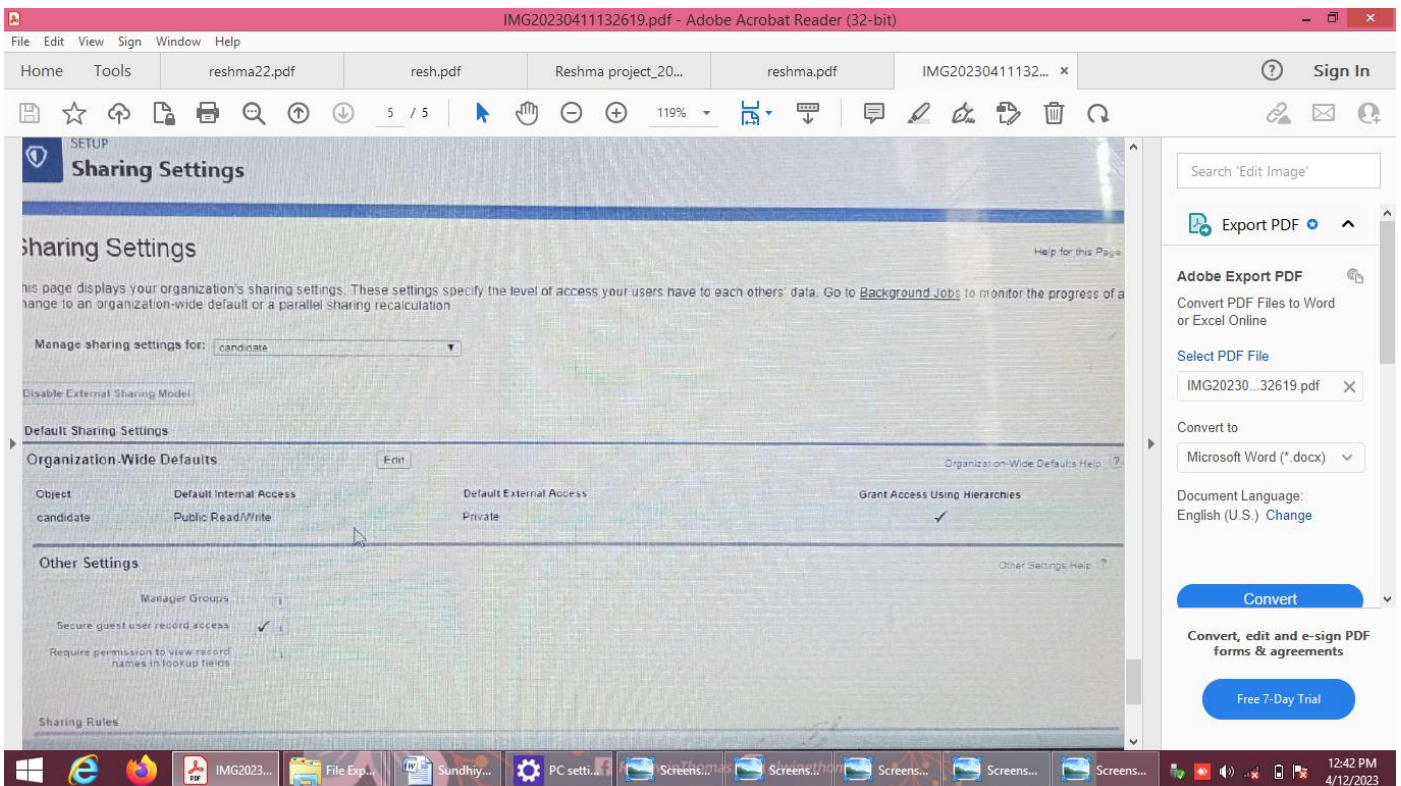 IMG20230411132619.pdf - Adobe Acrobat Reader (32-bit)
File Edit View Sign Window Help
Home Tools reshma22.pdf resh.pdf Reshma project_20... reshma.pdf IMG20230411132... × Sign In
5 / 5 119%
SETUP
Sharing Settings
Sharing Settings
Help for this Page
his page displays your organization's sharing settings. These settings specify the level of access your users have to each others' data. Go to Background Jobs to monitor the progress of a
hange to an organization-wide default or a parallel sharing recalculation
Manage sharing settings for: candidate
Disable External Sharing Model
Default Sharing Settings
Organization-Wide Defaults Edit Organization-Wide Defaults Help ?
Object Default Internal Access Default External Access Grant Access Using Hierarchies
candidate Public Read/Write Private ✓
Other Settings Other Settings Help ?
Manager Groups i
Secure guest user record access ✓ i
Require permission to view record
names in lookup fields i
Sharing Rules
Search 'Edit Image'
Export PDF
Adobe Export PDF
Convert PDF Files to Word
or Excel Online
Select PDF File
IMG20230...32619.pdf
Convert to
Microsoft Word (*.docx)
Document Language:
English (U.S.) Change
Convert
Convert, edit and e-sign PDF
forms & agreements
Free 7-Day Trial
IMG2023... File Exp... Sundhiy... PC setti... Screens... Screens... Screens... Screens... Screens... 12:42 PM
4/12/2023